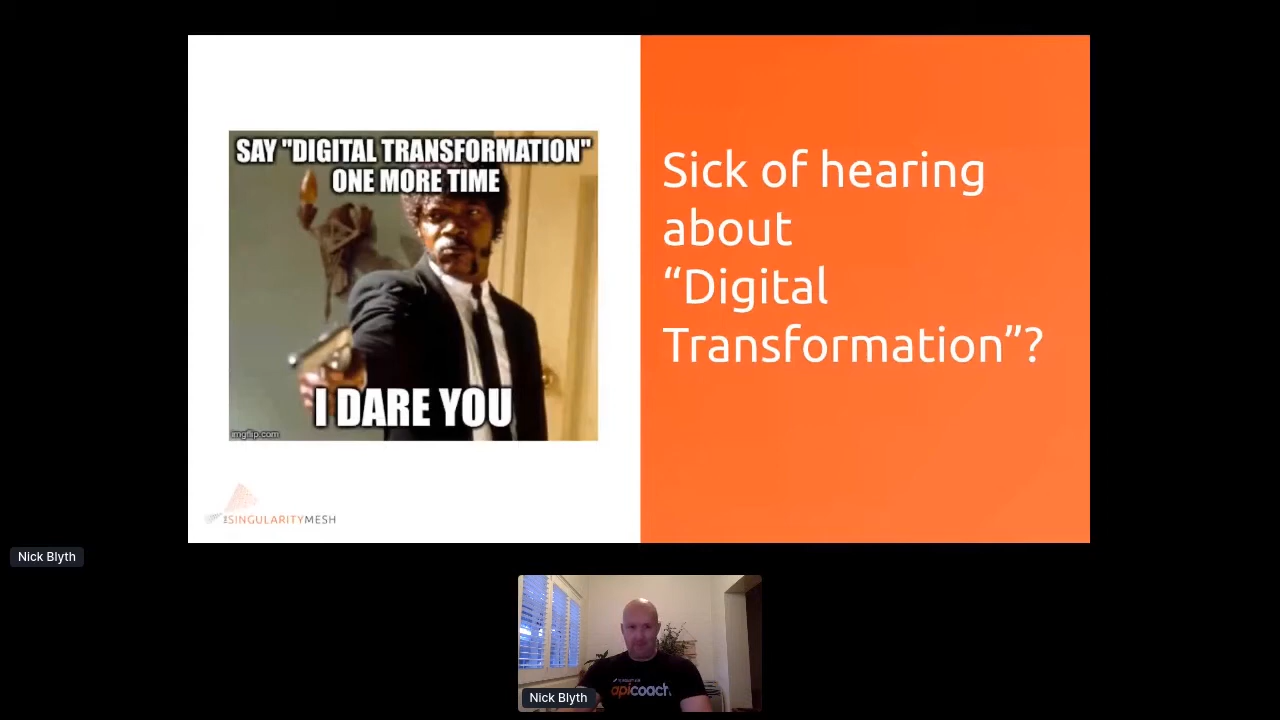 SAY "DIGITAL TRANSFORMATION"
ONE MORE TIME
I DARE YOU
imgflip.com
Sick of hearing
about
“Digital
Transformation”?
SINGULARITYMESH
Nick Blyth
apicoach
Nick Blyth